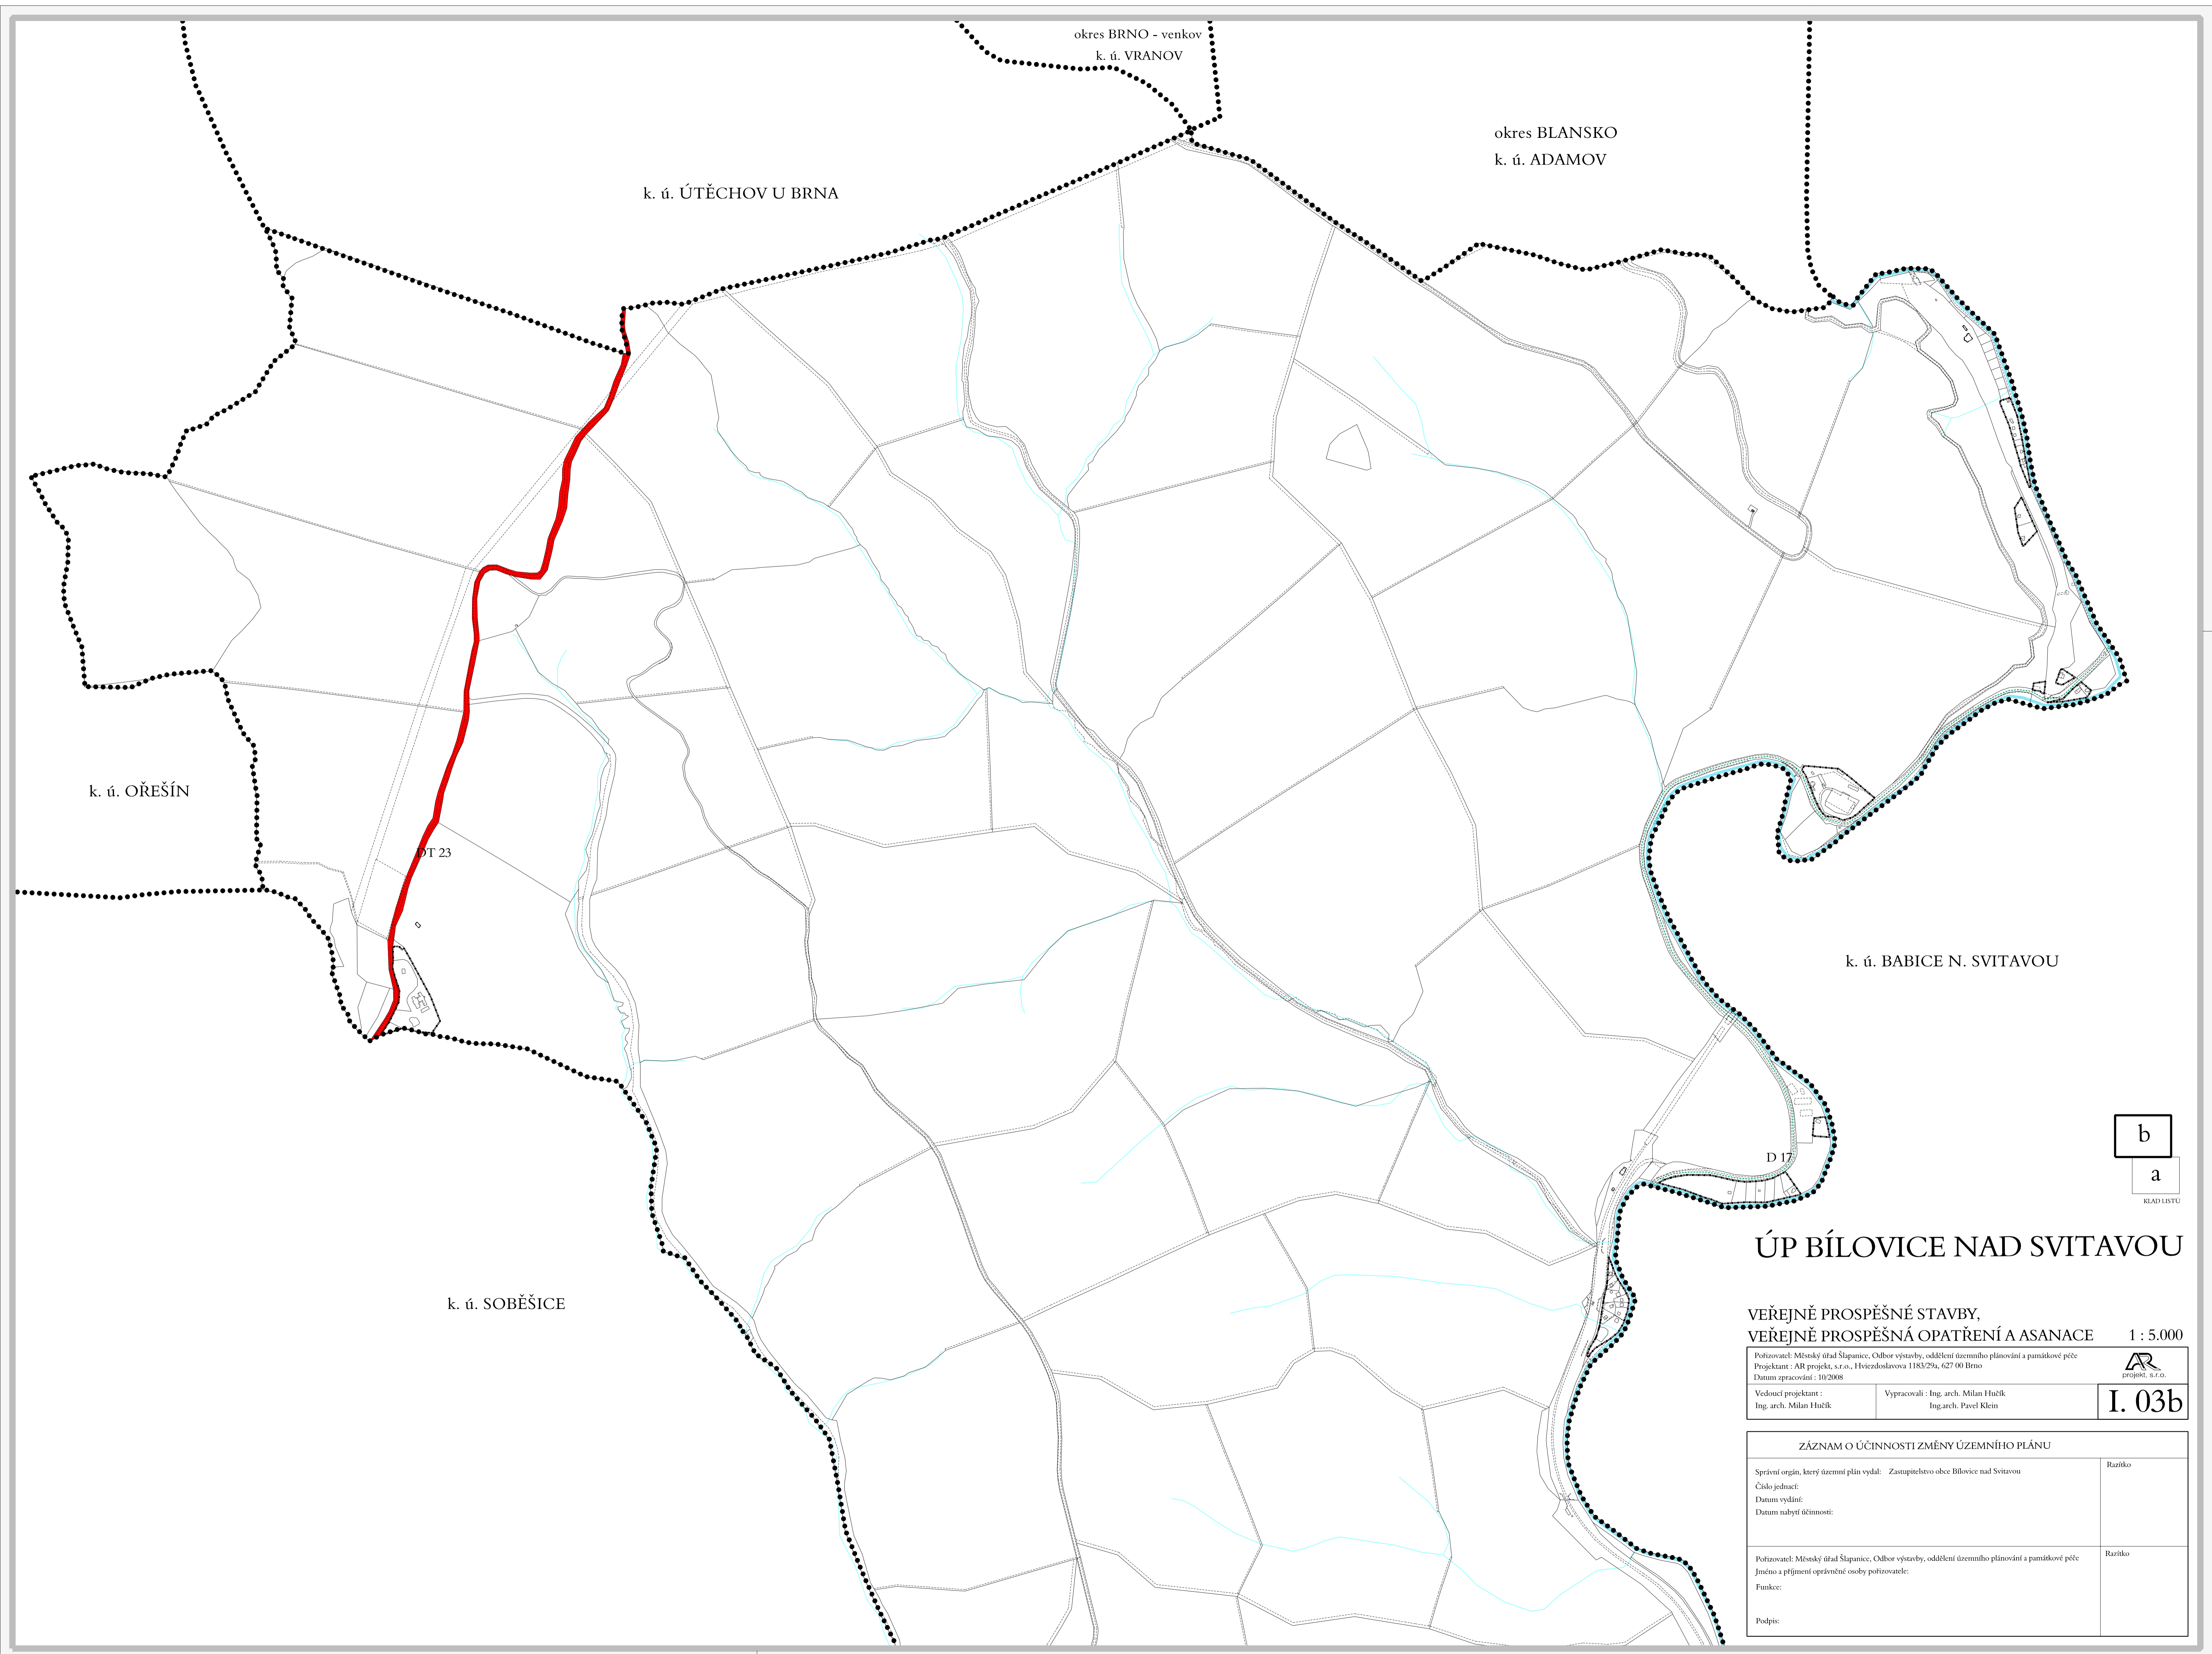 okres BRNO - venkov
k. ú. VRANOV
okres BLANSKO
k. ú. ADAMOV
k. ú. ÚTĚCHOV U BRNA
k. ú. OŘEŠÍN
DT 23
k. ú. BABICE N. SVITAVOU
D 17
k. ú. SOBĚŠICE
b
a
KLAD LISTŮ
ÚP BÍLOVICE NAD SVITAVOU
VEŘEJNĚ PROSPĚŠNÉ STAVBY,
VEŘEJNĚ PROSPĚŠNÁ OPATŘENÍ A ASANACE 1 : 5.000
Pořizovatel: Městský úřad Šlapanice, Odbor výstavby, oddělení územního plánování a památkové péče
Projektant : AR projekt, s.r.o., Hviezdoslavova 1183/29a, 627 00 Brno
Datum zpracování : 10/2008
AR
projekt, s.r.o.
Vedoucí projektant :
Ing. arch. Milan Hučík
Vypracovali : Ing. arch. Milan Hučík
Ing.arch. Pavel Klein
I. 03b
ZÁZNAM O ÚČINNOSTI ZMĚNY ÚZEMNÍHO PLÁNU
Správní orgán, který územní plán vydal: Zastupitelstvo obce Bílovice nad Svitavou
Razítko
Číslo jednací:
Datum vydání:
Datum nabytí účinnosti:
Pořizovatel: Městský úřad Šlapanice, Odbor výstavby, oddělení územního plánování a památkové péče
Razítko
Jméno a příjmení oprávněné osoby pořizovatele:
Funkce:
Podpis: